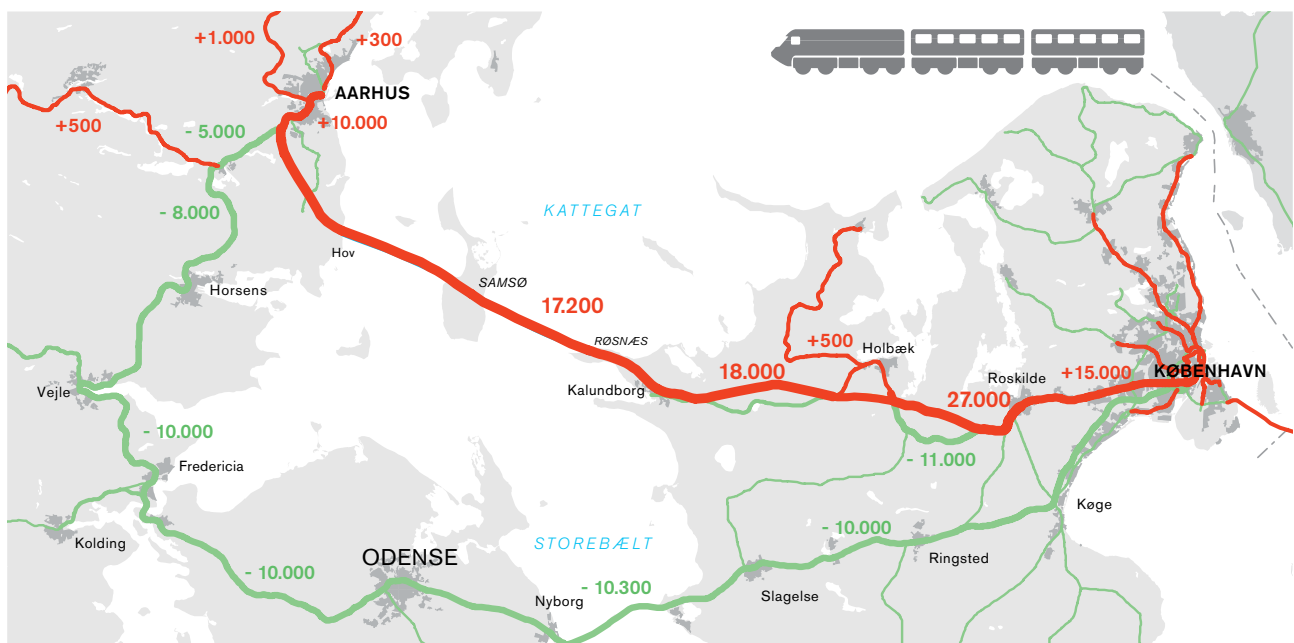 +1.000
+300
AARHUS
+10.000
+500
- 5.000
- 8.000
KATTEGAT
Hov
SAMSØ
Horsens
17.200
RØSNÆS
+500
Holbæk
18.000
Kalundborg
Roskilde
+15.000
KØBENHAVN
27.000
Vejle
- 10.000
- 11.000
Fredericia
Køge
- 10.000
Kolding
STOREBÆLT
ODENSE
Ringsted
- 10.000
- 10.300
Nyborg
Slagelse